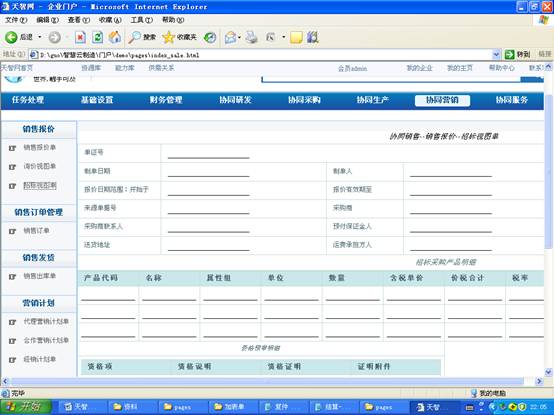 天智网 - 企业门户 - Microsoft Internet Explorer
文件(F) 编辑(E) 查看(V) 收藏(A) 工具(T) 帮助(H)
后退 搜索 收藏夹
地址(D) D:\guo\智慧云制造\门户\demo\pages\index_sale.html 转到 链接
天智网首页 资源库 能力库 供需关系 会员admin 我的企业 我的主页 帮助中心 联系
世界, 触手可及
任务处理 基础设置 财务管理 协同研发 协同采购 协同生产 协同营销 协同服务
销售报价
销售报价单
询价视图单
招标视图单
销售订单管理
销售订单
销售发货
销售出库单
营销计划
代理营销计划单
合作营销计划单
经销计划单
协同销售--销售报价--招标视图单
单证号
制单日期 制单人
报价日期范围：开始于 报价有效期至
来源单据号 采购商
采购商联系人 预付保证金人
送货地址 运费承担方人
招标采购产品明细
产品代码 名称 属性组 单位 数量 含税单价 价税合计 税率
资格预审明细
资格项 资格说明 资格证明 证明附件
完毕 我的电脑
开始 天智... 资料 pages 加表单 复件 结算- pages 天智... 22:05